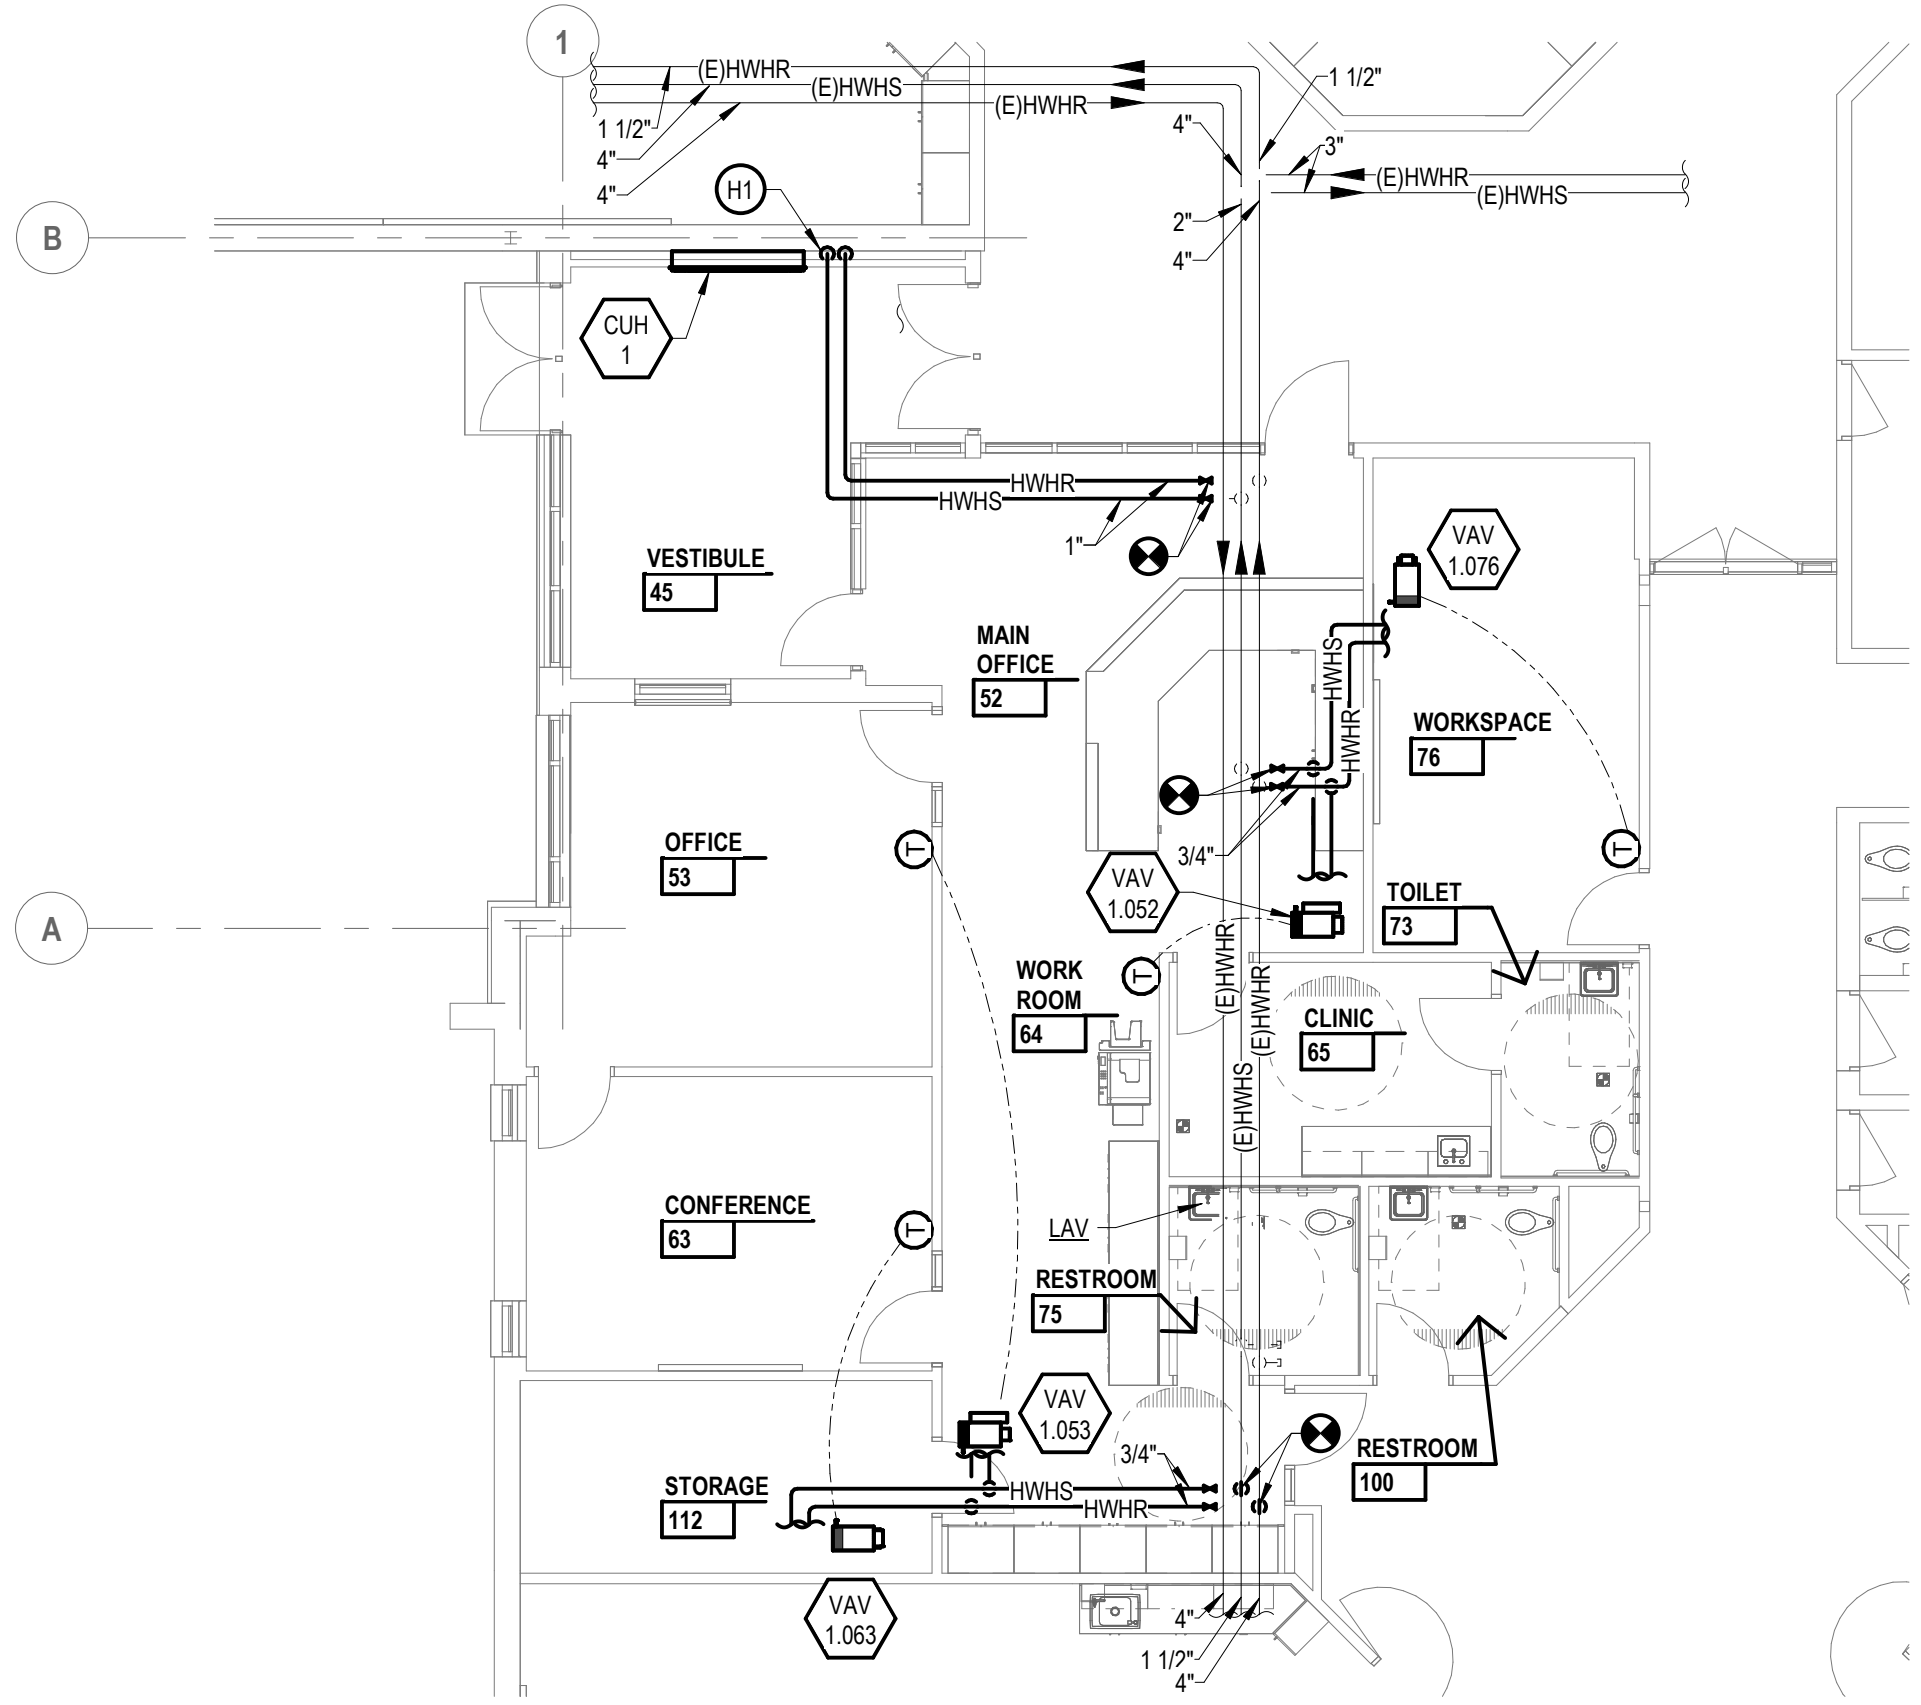 1
(E)HWHR
(E)HWHS
(E)HWHR
1 1/2"
4"
4"
1 1/2"
4"
3"
(E)HWHR
(E)HWHS
2"
4"
H1
B
CUH
1
HWHR
HWHS
1"
VAV
1.076
VESTIBULE
45
MAIN
OFFICE
52
HWHS
HWHR
WORKSPACE
76
3/4"
OFFICE
53
T
T
VAV
1.052
TOILET
73
A
WORK
ROOM
64
T
(E)HWHR
(E)HWHR
(E)HWHS
CLINIC
65
CONFERENCE
63
T
LAV
RESTROOM
75
VAV
1.053
3/4"
RESTROOM
100
STORAGE
112
HWHS
HWHR
VAV
1.063
4"
1 1/2"
4"